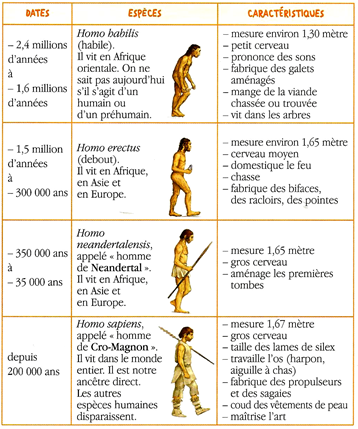 DATES
ESPÈCES
CARACTÉRISTIQUES
– 2,4 millions
d'années
à
– 1,6 millions
d'années
Homo habilis
(habile).
Il vit en Afrique
orientale. On ne
sait pas aujourd'hui
s'il s'agit d'un
humain ou
d'un préhumain.
– mesure environ 1,30 mètre
– petit cerveau
– prononce des sons
– fabrique des galets
aménagés
– mange de la viande
chassée ou trouvée
– vit dans les arbres
– 1,5 million
d'années
à
– 300 000 ans
Homo erectus
(debout).
Il vit en Afrique,
en Asie et
en Europe.
– mesure environ 1,65 mètre
– cerveau moyen
– domestique le feu
– chasse
– fabrique des bifaces,
des racloirs, des pointes
– 350 000 ans
à
– 35 000 ans
Homo
neandertalensis,
appelé « homme
de Neandertal ».
Il vit en Afrique,
en Asie et
en Europe.
– mesure 1,65 mètre
– gros cerveau
– aménage les premières
tombes
depuis
200 000 ans
Homo sapiens,
appelé « homme
de Cro-Magnon ».
Il vit dans le monde
entier. Il est notre
ancêtre direct.
Les autres
espèces humaines
disparaissent.
– mesure 1,67 mètre
– gros cerveau
– taille des lames de silex
– travaille l'os (harpon,
aiguille à chas)
– fabrique des propulseurs
et des sagaies
– coud des vêtements de peau
– maîtrise l'art